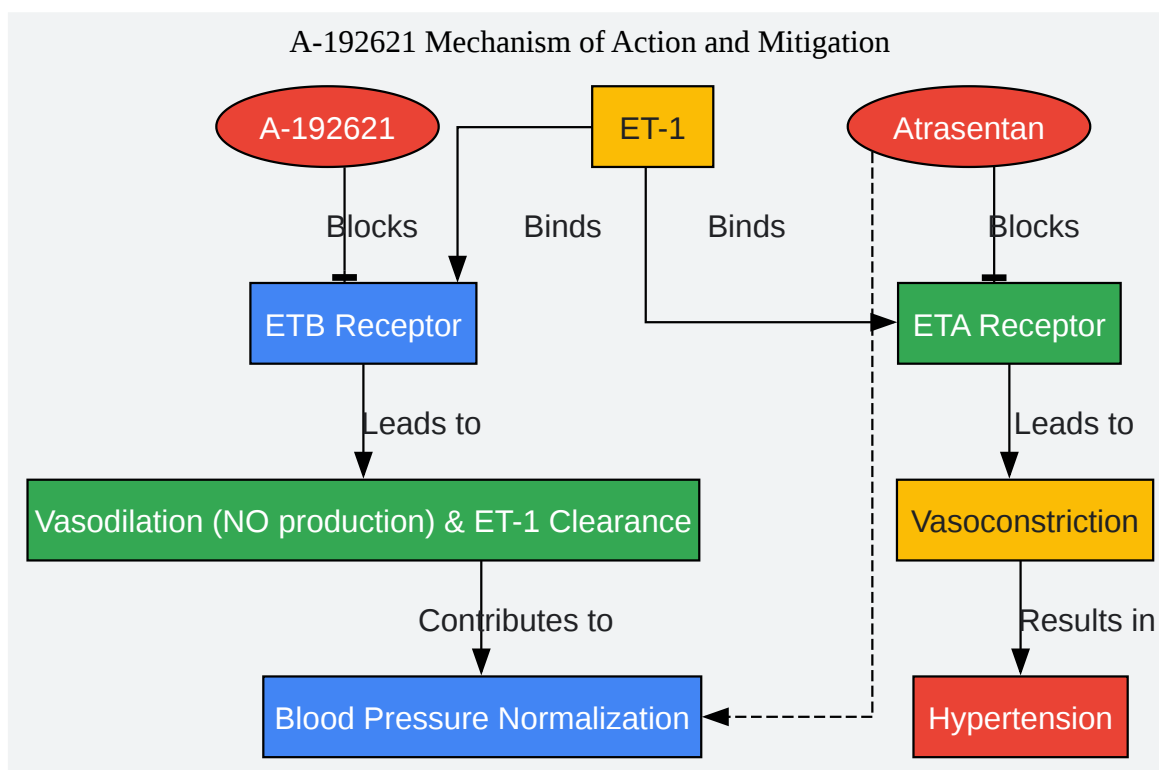 A-192621 Mechanism of Action and Mitigation
A-192621
ET-1
Atrasentan
Blocks
Binds
Binds
Blocks
ETB Receptor
ETA Receptor
Leads to
Leads to
Vasodilation (NO production) & ET-1 Clearance
Vasoconstriction
Contributes to
Results in
Blood Pressure Normalization
Hypertension